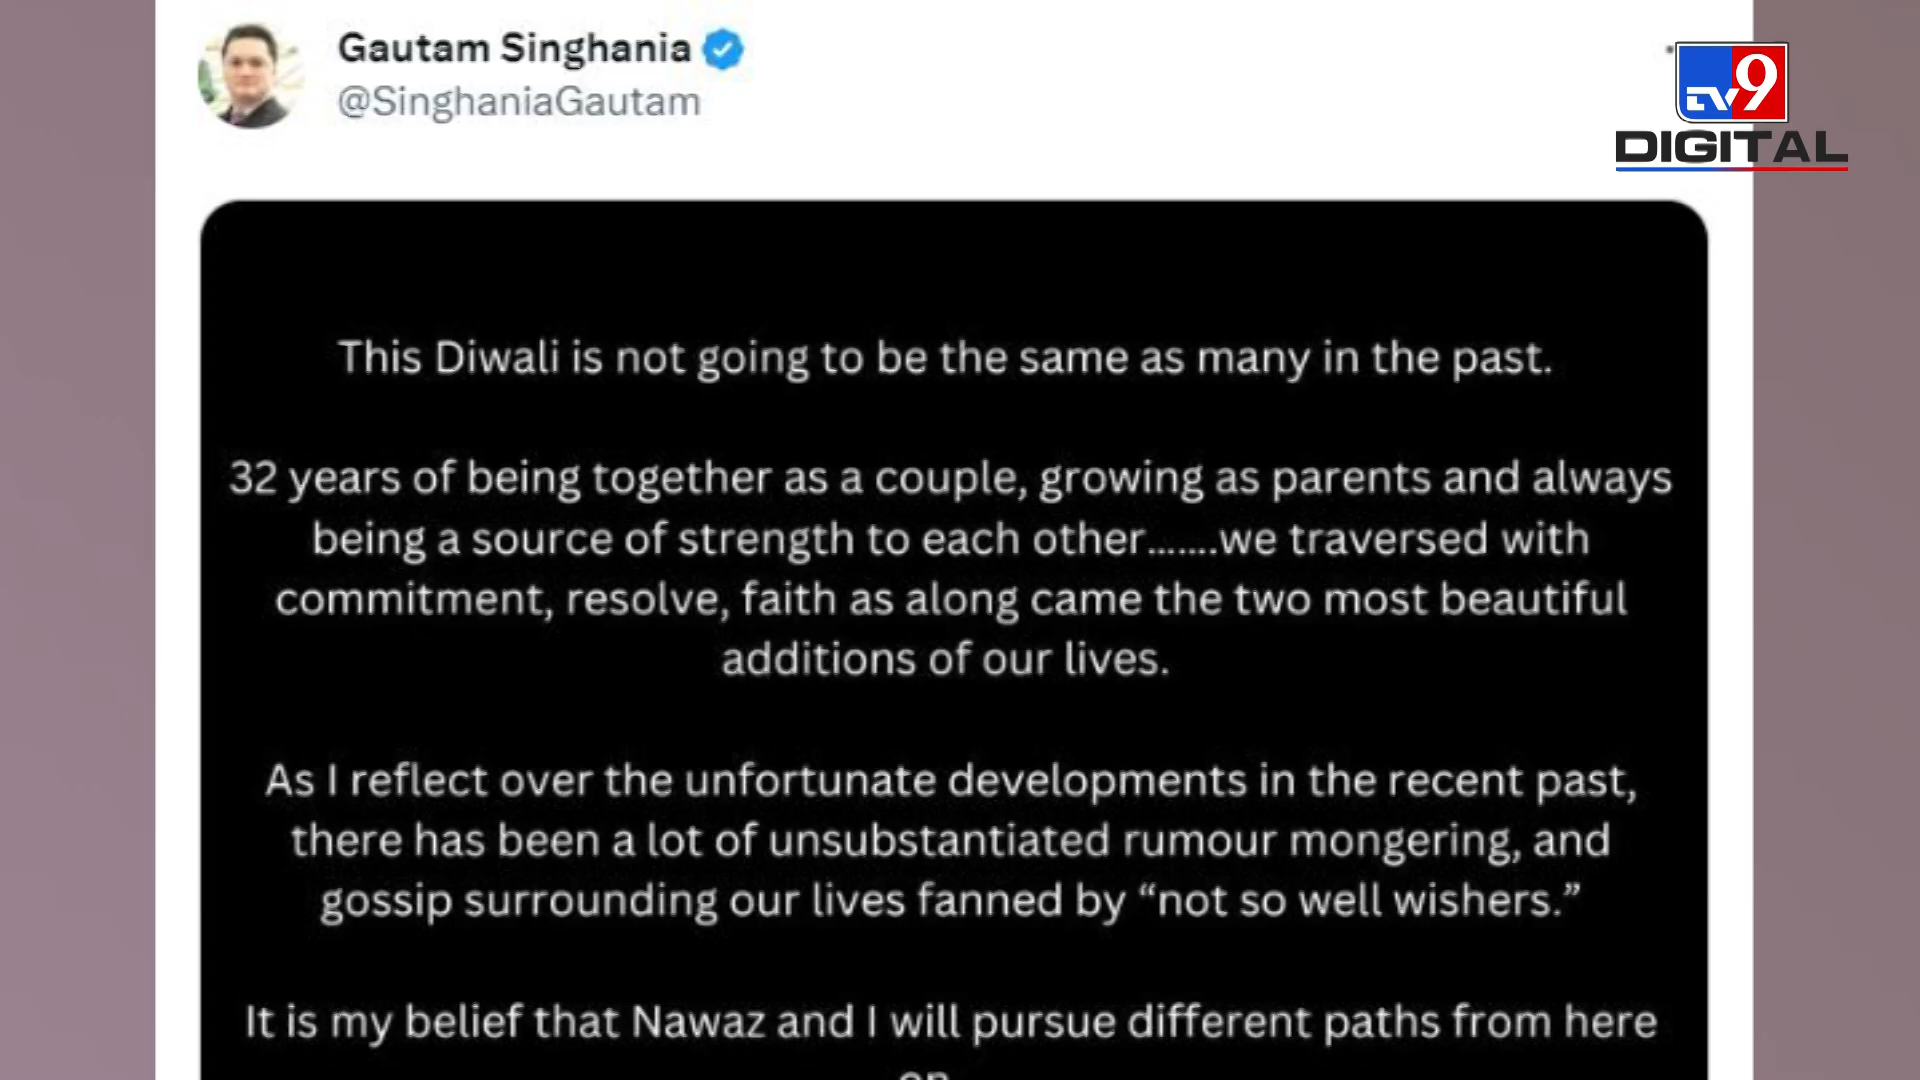 Gautam Singhania
@SinghaniaGautam
TV9
DIGITAL
This Diwali is not going to be the same as many in the past.
32 years of being together as a couple, growing as parents and always
being a source of strength to each other.......we traversed with
commitment, resolve, faith as along came the two most beautiful
additions of our lives.
As I reflect over the unfortunate developments in the recent past,
there has been a lot of unsubstantiated rumour mongering, and
gossip surrounding our lives fanned by “not so well wishers.”
It is my belief that Nawaz and I will pursue different paths from here